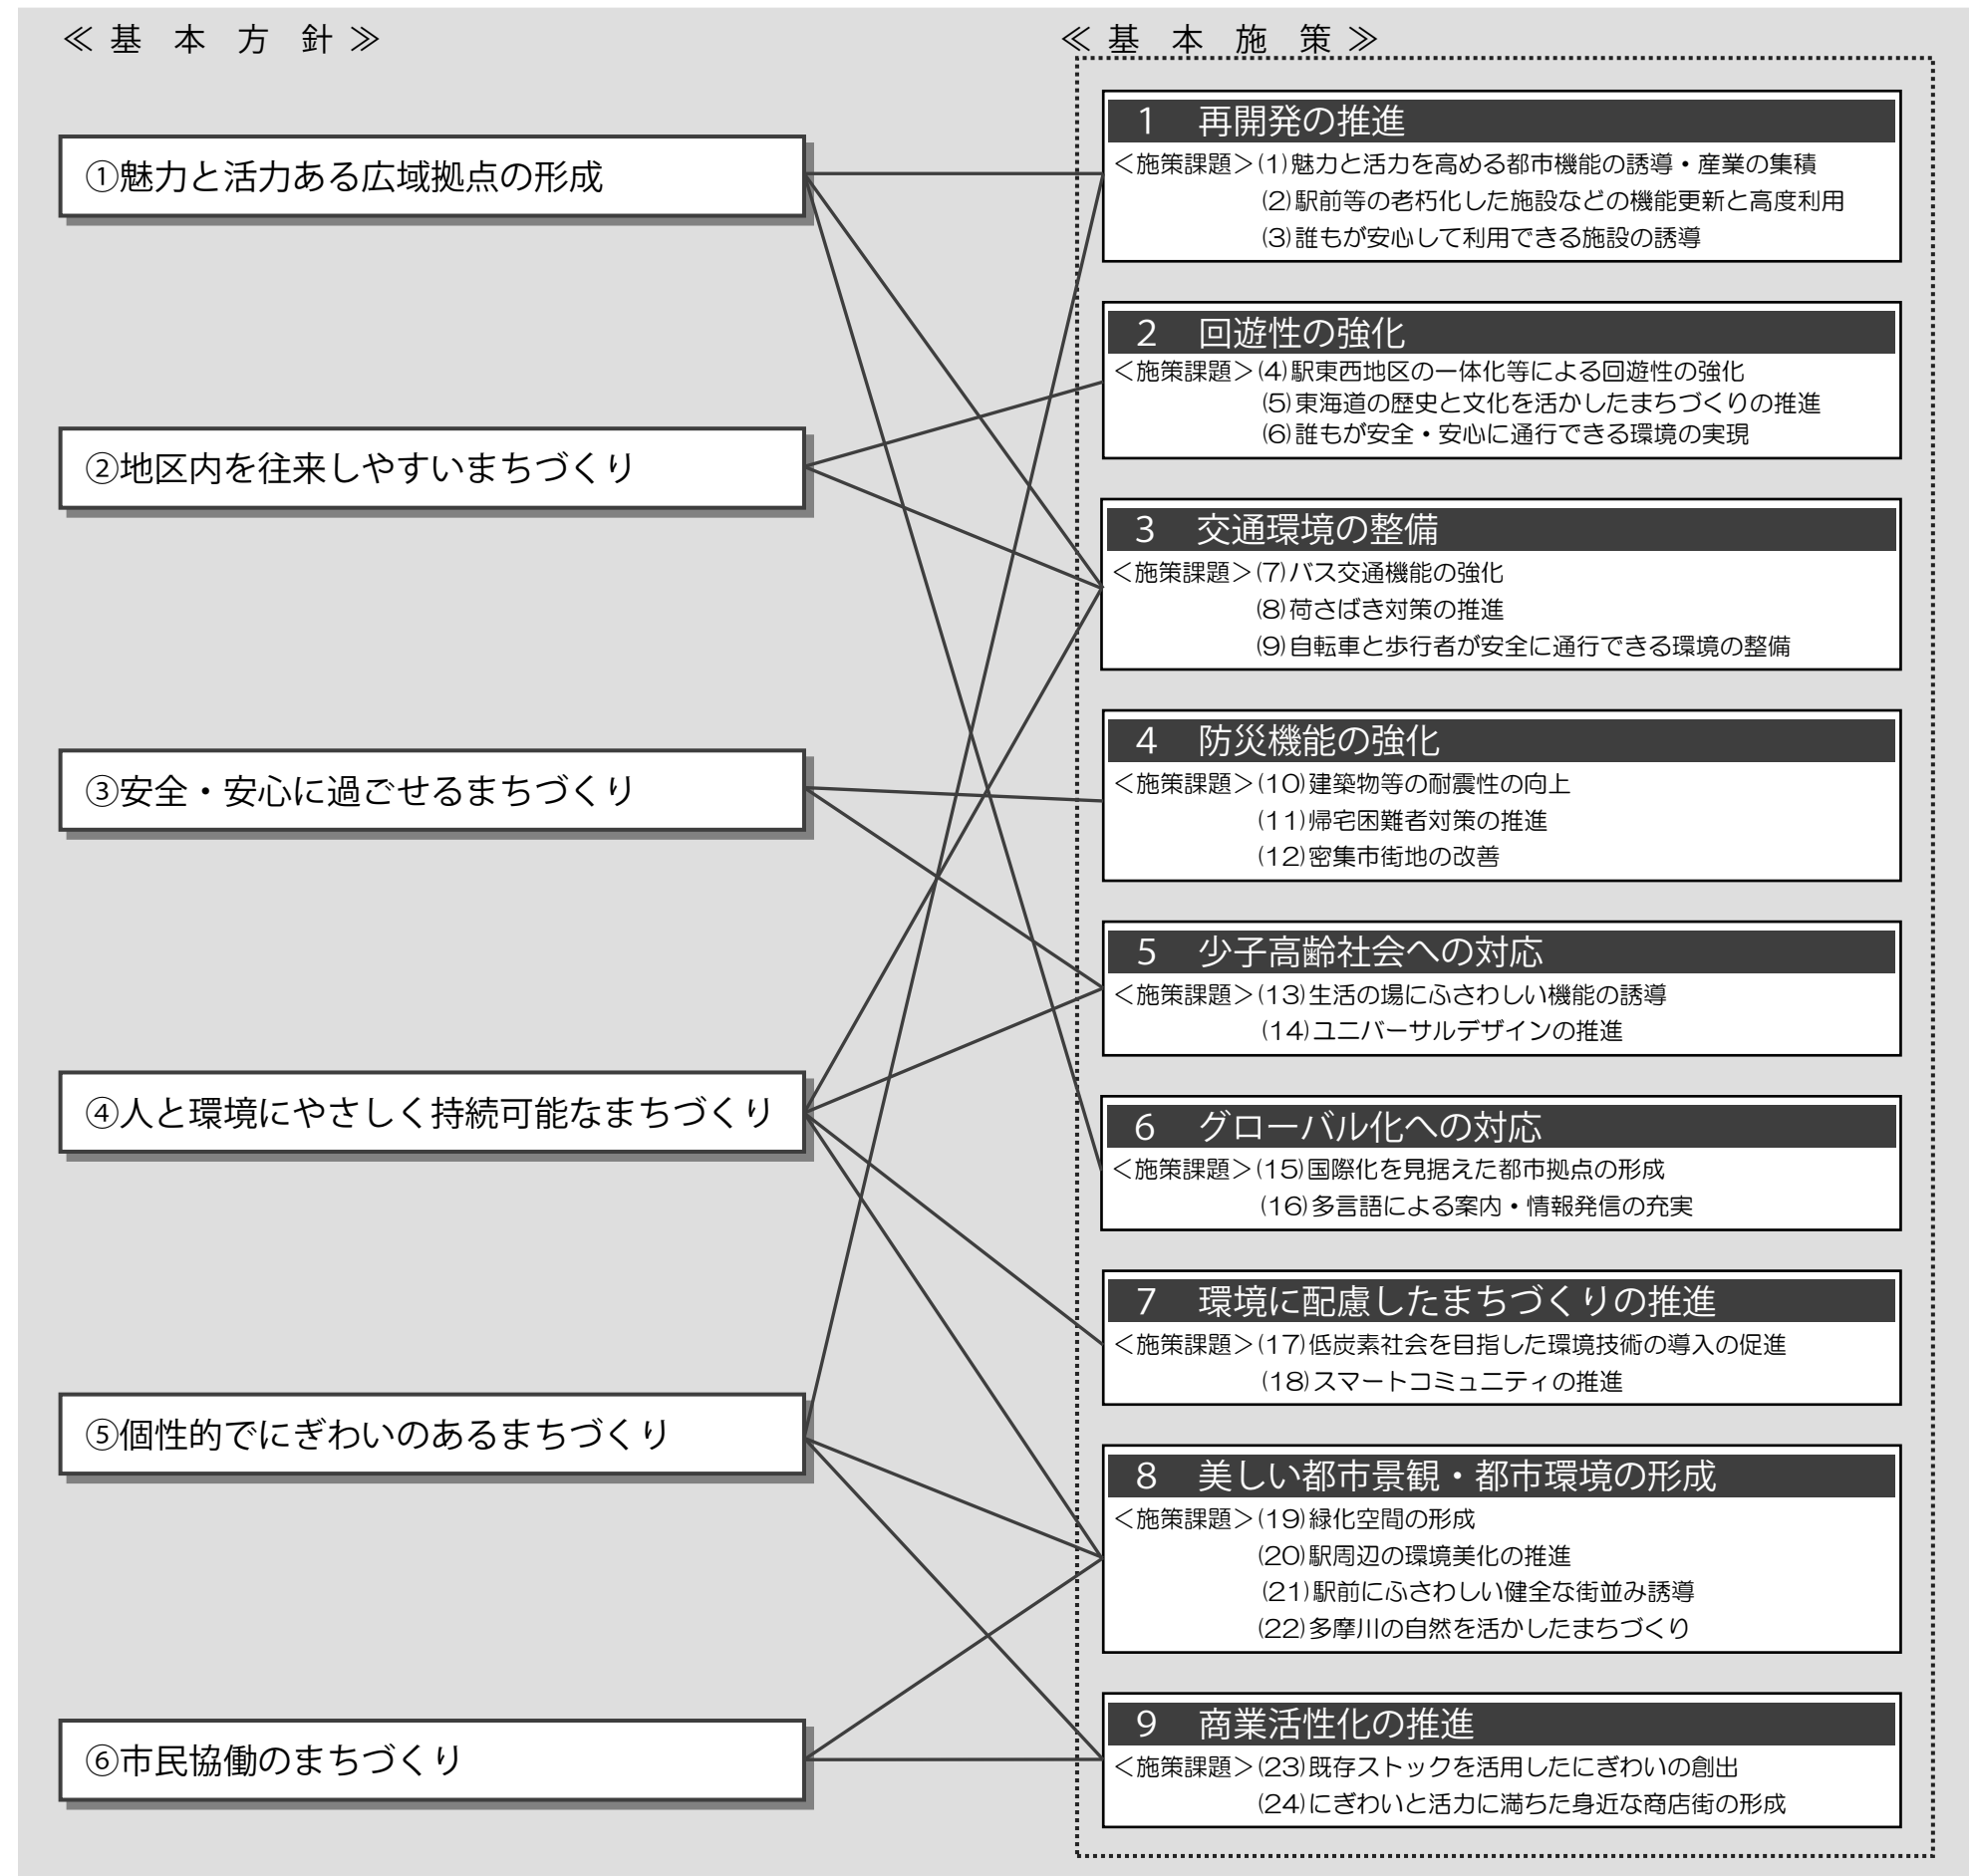 ≪基本方針≫
①魅力と活力ある広域拠点の形成
②地区内を往来しやすいまちづくり
③安全・安心に過ごせるまちづくり
④人と環境にやさしく持続可能なまちづくり
⑤個性的でにぎわいのあるまちづくり
⑥市民協働のまちづくり
≪基本施策≫
1 再開発の推進
＜施策課題＞(1)魅力と活力を高める都市機能の誘導・産業の集積
(2)駅前等の老朽化した施設などの機能更新と高度利用
(3)誰もが安心して利用できる施設の誘導
2 回遊性の強化
＜施策課題＞(4)駅東西地区の一体化等による回遊性の強化
(5)東海道の歴史と文化を活かしたまちづくりの推進
(6)誰もが安全・安心に通行できる環境の実現
3 交通環境の整備
＜施策課題＞(7)バス交通機能の強化
(8)荷さばき対策の推進
(9)自転車と歩行者が安全に通行できる環境の整備
4 防災機能の強化
＜施策課題＞(10)建築物等の耐震性の向上
(11)帰宅困難者対策の推進
(12)密集市街地の改善
5 少子高齢社会への対応
＜施策課題＞(13)生活の場にふさわしい機能の誘導
(14)ユニバーサルデザインの推進
6 グローバル化への対応
＜施策課題＞(15)国際化を見据えた都市拠点の形成
(16)多言語による案内・情報発信の充実
7 環境に配慮したまちづくりの推進
＜施策課題＞(17)低炭素社会を目指した環境技術の導入の促進
(18)スマートコミュニティの推進
8 美しい都市景観・都市環境の形成
＜施策課題＞(19)緑化空間の形成
(20)駅周辺の環境美化の推進
(21)駅前にふさわしい健全な街並み誘導
(22)多摩川の自然を活かしたまちづくり
9 商業活性化の推進
＜施策課題＞(23)既存ストックを活用したにぎわいの創出
(24)にぎわいと活力に満ちた身近な商店街の形成